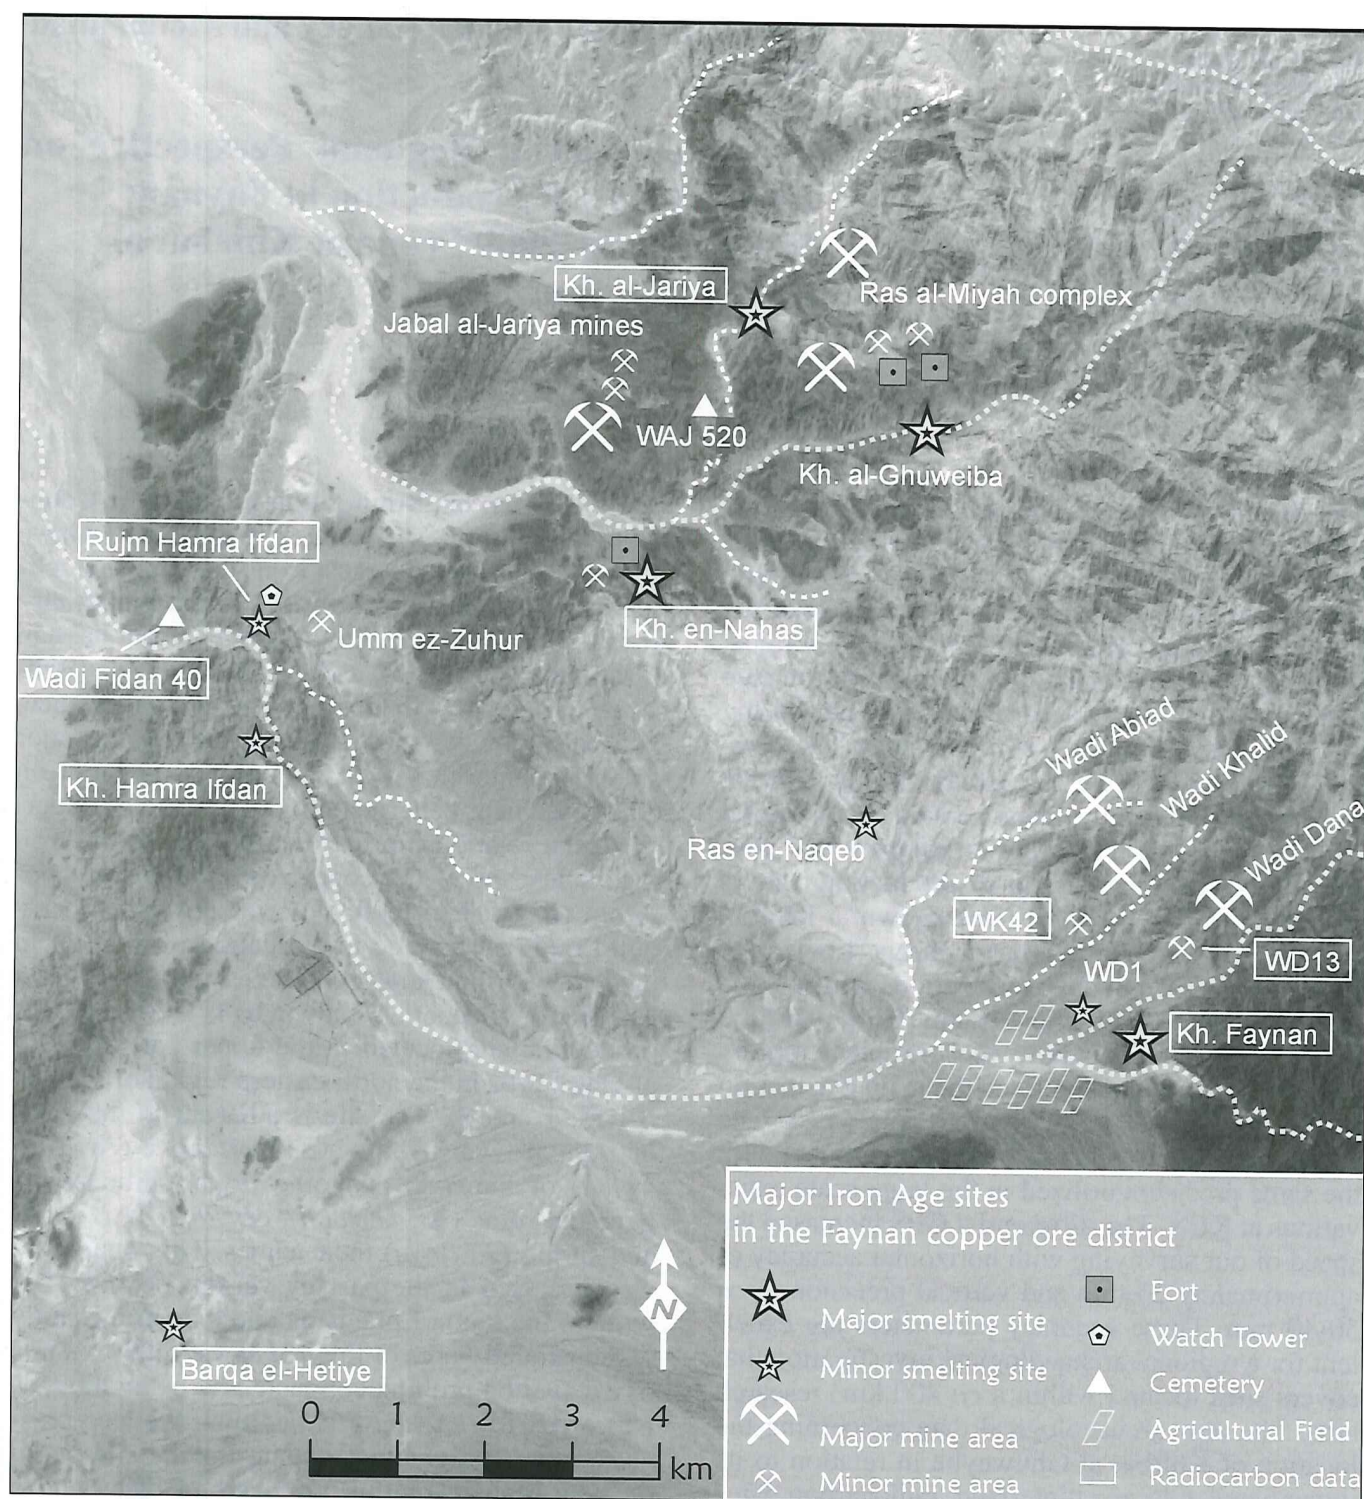 Kh. al-Jariya
Ras al-Miyah complex
Jabal al-Jariya mines
WAJ 520
Kh. al-Ghuweiba
Rujm Hamra Ifdan
Kh. en-Nahas
Umm ez-Zuhur
Wadi Fidan 40
Wadi Abiad
Wadi Khalid
Kh. Hamra Ifdan
Wadi Dana
Ras en-Naqeb
WK42
WD13
WD1
Kh. Faynan
Major Iron Age sites
in the Faynan copper ore district
Major smelting site
Minor smelting site
Major mine area
Minor mine area
Fort
Watch Tower
Cemetery
Agricultural Field
Radiocarbon data
N
Barqa el-Hetiye
0 1 2 3 4
km